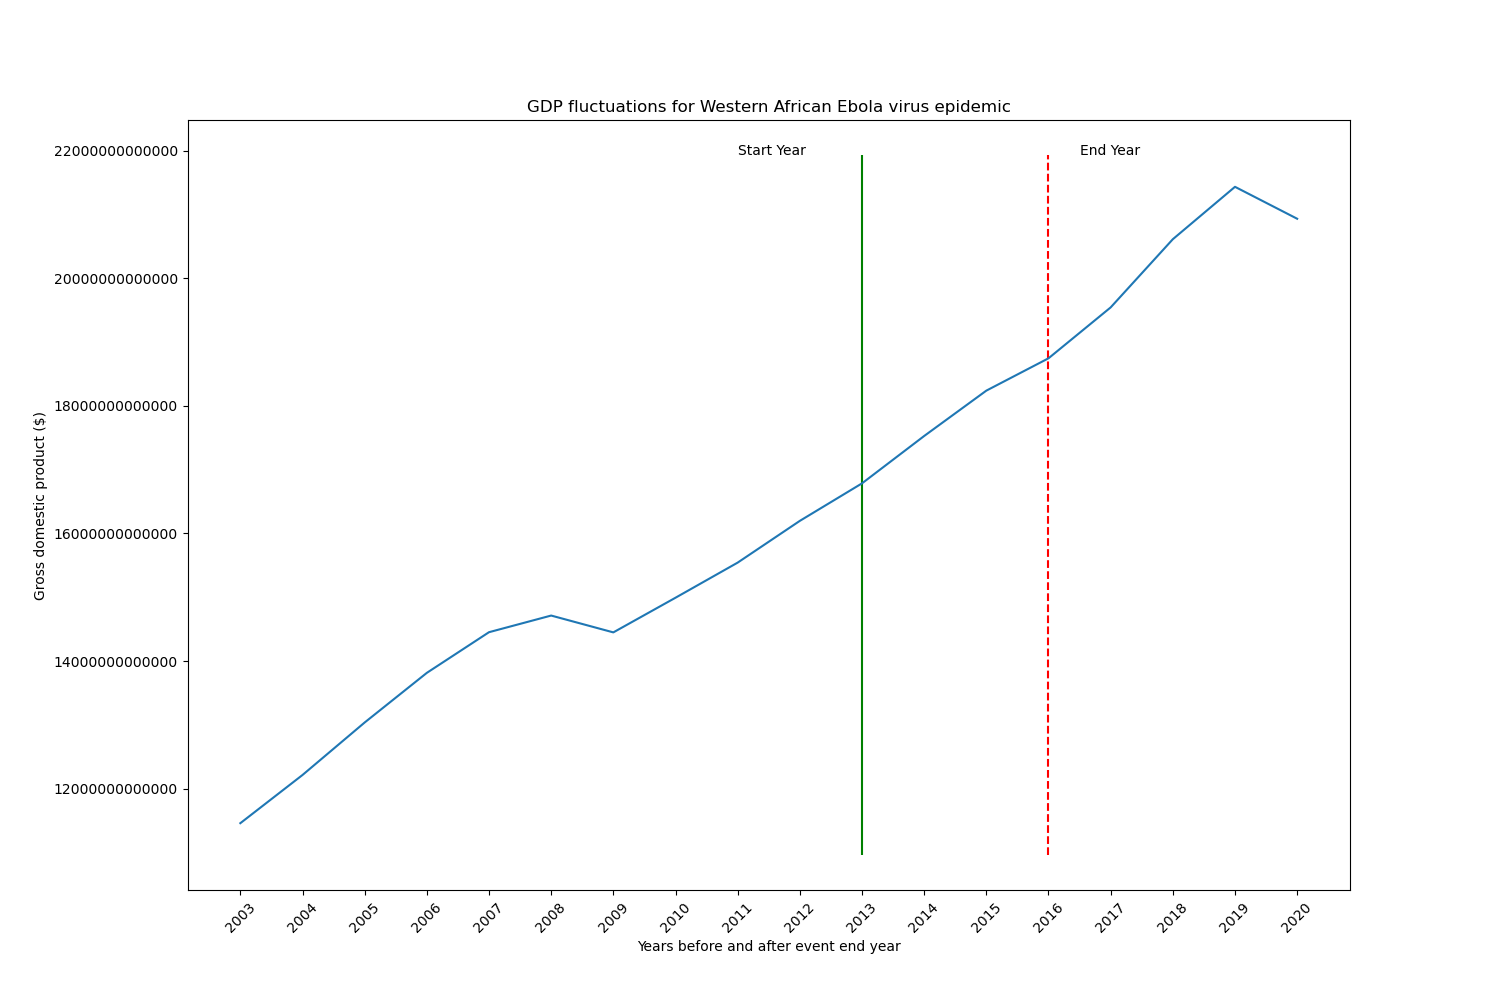 GDP fluctuations for Western African Ebola virus epidemic
Start Year
End Year
22000000000000
20000000000000
18000000000000
16000000000000
14000000000000
12000000000000
Gross domestic product ($)
2003 2004 2005 2006 2007 2008 2009 2010 2011 2012 2013 2014 2015 2016 2017 2018 2019 2020
Years before and after event end year